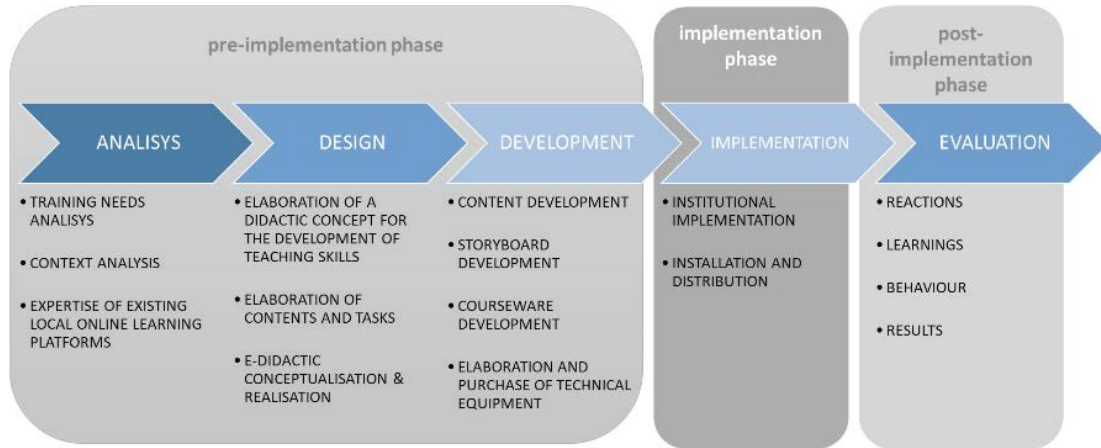 pre-implementation phase
implementation
phase
post-
implementation
phase
ANALISYS
DESIGN
DEVELOPMENT
IMPLEMENTATION
EVALUATION
• TRAINING NEEDS
ANALISYS
• CONTEXT ANALYSIS
• EXPERTISE OF EXISTING
LOCAL ONLINE LEARNING
PLATFORMS
• ELABORATION OF A
DIDACTIC CONCEPT FOR
THE DEVELOPMENT OF
TEACHING SKILLS
• ELABORATION OF
CONTENTS AND TASKS
• E-DIDACTIC
CONCEPTUALISATION &
REALISATION
• CONTENT DEVELOPMENT
• STORYBOARD
DEVELOPMENT
• COURSEWARE
DEVELOPMENT
• ELABORATION AND
PURCHASE OF TECHNICAL
EQUIPMENT
• INSTITUTIONAL
IMPLEMENTATION
• INSTALLATION AND
DISTRIBUTION
• REACTIONS
• LEARNINGS
• BEHAVIOUR
• RESULTS